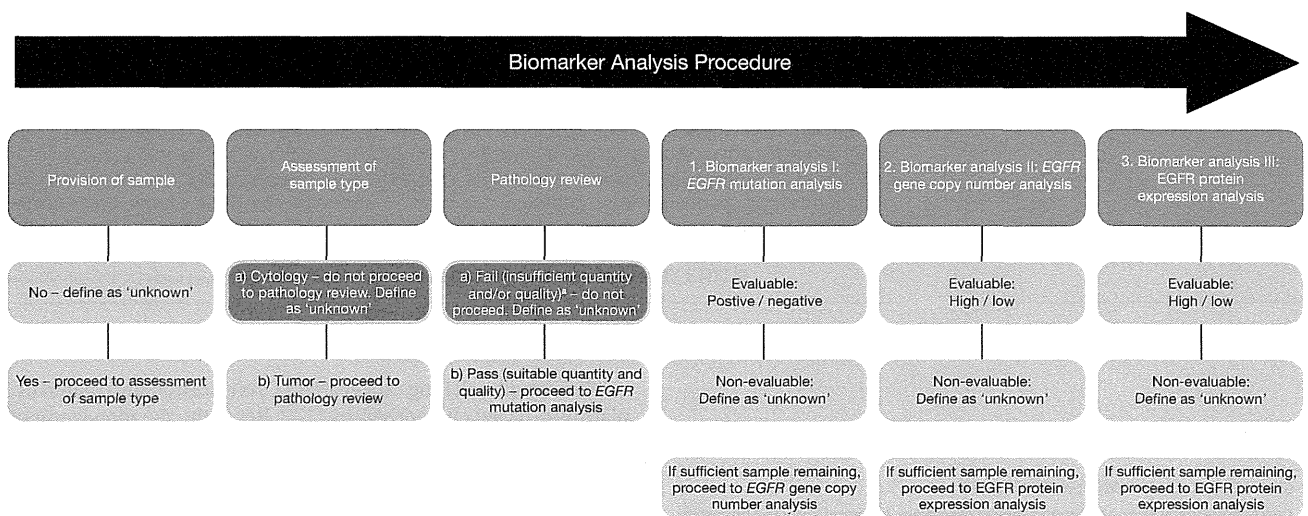 Biomarker Analysis Procedure
Provision of sample
No – define as ‘unknown’
Yes – proceed to assessment
of sample type
Assessment of
sample type
a) Cytology – do not proceed
to pathology review. Define
as ‘unknown’
b) Tumor – proceed to
pathology review
Pathology review
a) Fail (insufficient quantity
and/or quality)ª – do not
proceed. Define as ‘unknown’
b) Pass (suitable quantity and
quality) – proceed to EGFR
mutation analysis
1. Biomarker analysis I:
EGFR mutation analysis
Evaluable:
Postive / negative
Non-evaluable:
Define as ‘unknown’
If sufficient sample remaining,
proceed to EGFR gene copy
number analysis
2. Biomarker analysis II: EGFR
gene copy number analysis
Evaluable:
High / low
Non-evaluable:
Define as ‘unknown’
If sufficient sample remaining,
proceed to EGFR protein
expression analysis
3. Biomarker analysis III:
EGFR protein
expression analysis
Evaluable:
High / low
Non-evaluable:
Define as ‘unknown’
If sufficient sample remaining,
proceed to EGFR protein
expression analysis